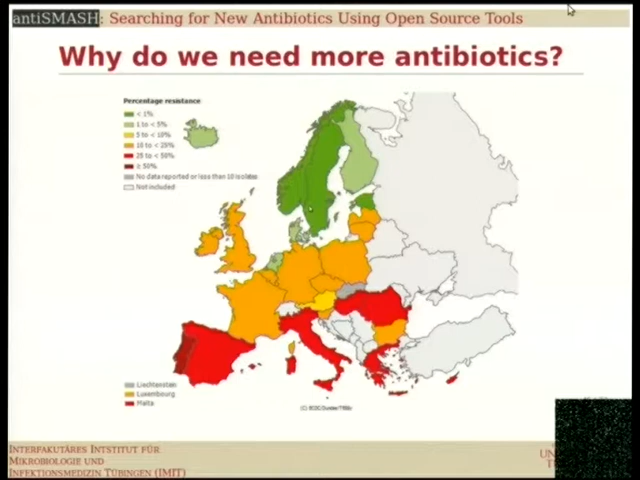 antiSMASH: Searching for New Antibiotics Using Open Source Tools
Why do we need more antibiotics?
Percentage resistance
< 1%
1 to < 5%
5 to < 10%
10 to < 25%
25 to < 50%
≥ 50%
No data reported or less than 10 isolates
Not included
Liechtenstein
Luxembourg
Malta
INTERFAKUTÄRES INTSTITUT FÜR
MIKROBIOLOGIE UND
INFEKTIONSMEDIZIN TÜBINGEN (IMIT)